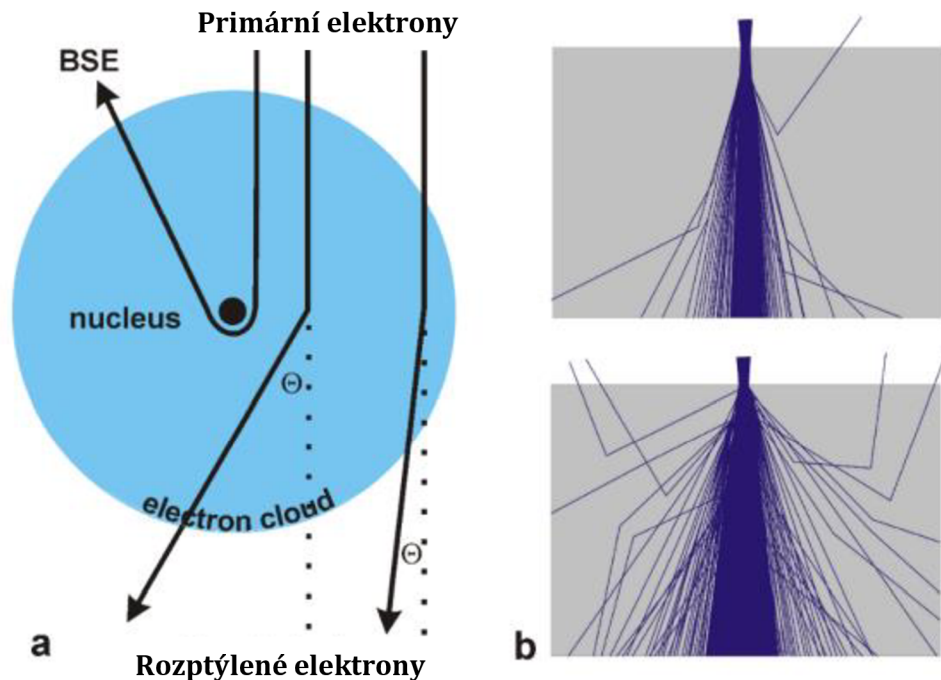 Primární elektrony
BSE
nucleus
Θ
electron cloud
Θ
a
b
Rozptýlené elektrony